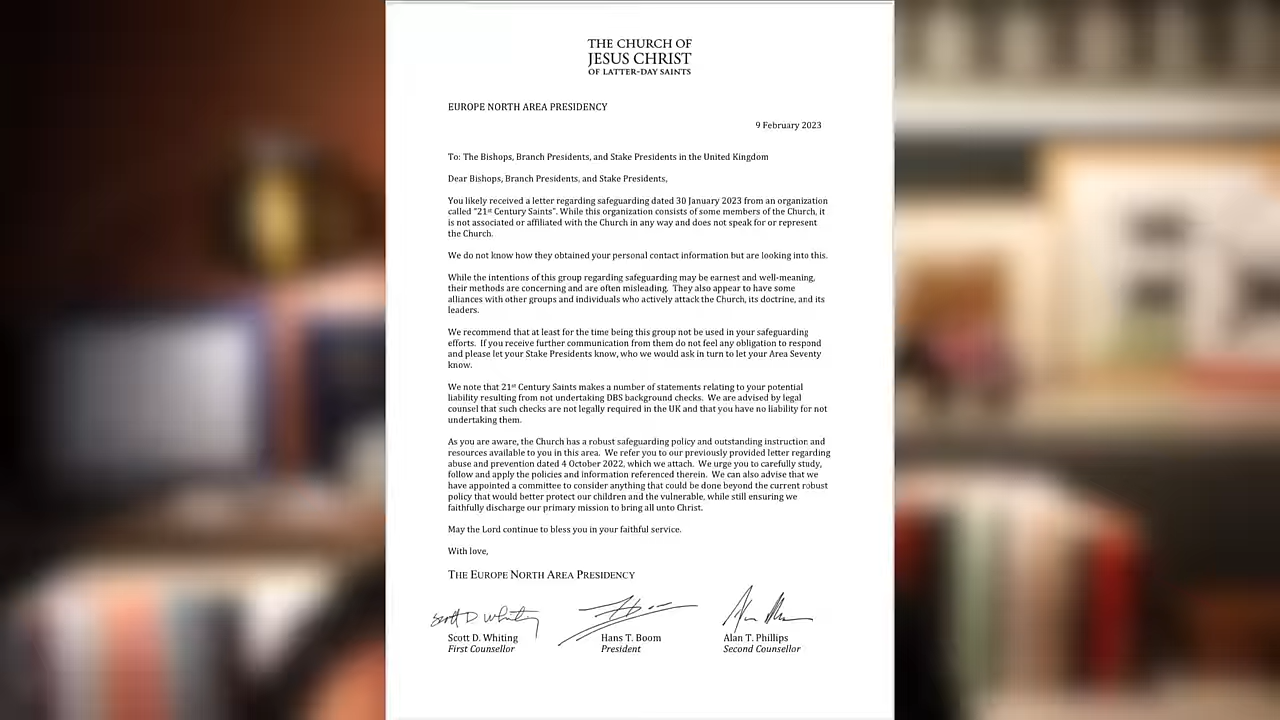 THE CHURCH OF
JESUS CHRIST
OF LATTER-DAY SAINTS
EUROPE NORTH AREA PRESIDENCY
9 February 2023
To: The Bishops, Branch Presidents, and Stake Presidents in the United Kingdom
Dear Bishops, Branch Presidents, and Stake Presidents,
You likely received a letter regarding safeguarding dated 30 January 2023 from an organization
called "21st Century Saints". While this organization consists of some members of the Church, it
is not associated or affiliated with the Church in any way and does not speak for or represent
the Church.
We do not know how they obtained your personal contact information but are looking into this.
While the intentions of this group regarding safeguarding may be earnest and well-meaning,
their methods are concerning and are often misleading. They also appear to have some
alliances with other groups and individuals who actively attack the Church, its doctrine, and its
leaders.
We recommend that at least for the time being this group not be used in your safeguarding
efforts. If you receive further communication from them do not feel any obligation to respond
and please let your Stake Presidents know, who we would ask in turn to let your Area Seventy
know.
We note that 21st Century Saints makes a number of statements relating to your potential
liability resulting from not undertaking DBS background checks. We are advised by legal
counsel that such checks are not legally required in the UK and that you have no liability for not
undertaking them.
As you are aware, the Church has a robust safeguarding policy and outstanding instruction and
resources available to you in this area. We refer you to our previously provided letter regarding
abuse and prevention dated 4 October 2022, which we attach. We urge you to carefully study,
follow and apply the policies and information referenced therein. We can also advise that we
have appointed a committee to consider anything that could be done beyond the current robust
policy that would better protect our children and the vulnerable, while still ensuring we
faithfully discharge our primary mission to bring all unto Christ.
May the Lord continue to bless you in your faithful service.
With love,
THE EUROPE NORTH AREA PRESIDENCY
Scott D Whiting
Scott D. Whiting Hans T. Boom Alan T. Phillips
First Counsellor President Second Counsellor